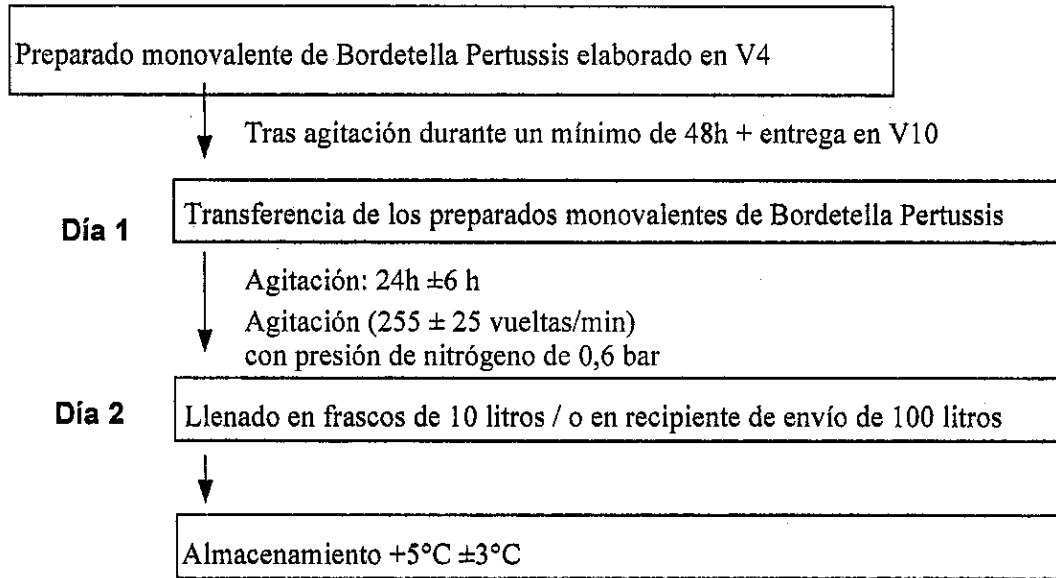 Preparado monovalente de Bordetella Pertussis elaborado en V4
Tras agitación durante un mínimo de 48h + entrega en V10
Día 1
Transferencia de los preparados monovalentes de Bordetella Pertussis
Agitación: 24h ±6 h
Agitación (255 ± 25 vueltas/min)
con presión de nitrógeno de 0,6 bar
Día 2
Llenado en frascos de 10 litros / o en recipiente de envío de 100 litros
Almacenamiento +5°C ±3°C